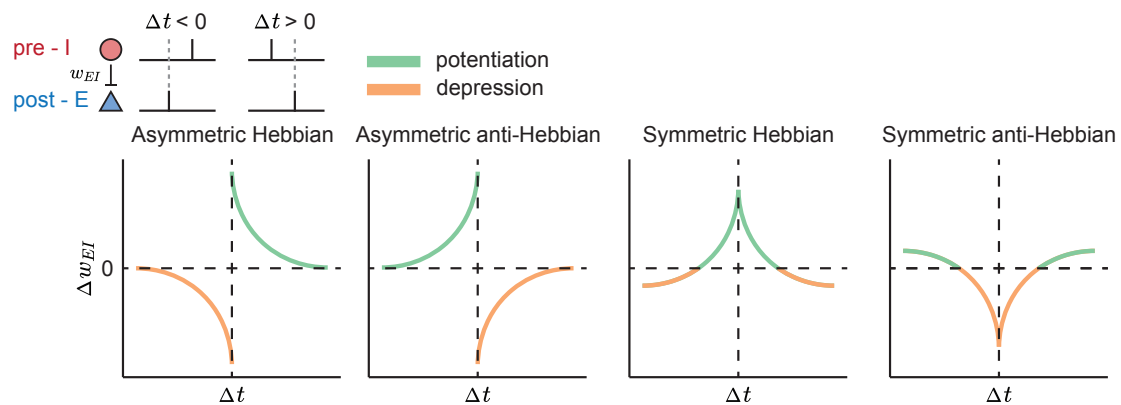 Δt < 0 Δt > 0
pre - I
w_EI
post - E
potentiation
depression
Asymmetric Hebbian Asymmetric anti-Hebbian Symmetric Hebbian Symmetric anti-Hebbian
Δw_EI
0
Δt Δt Δt Δt